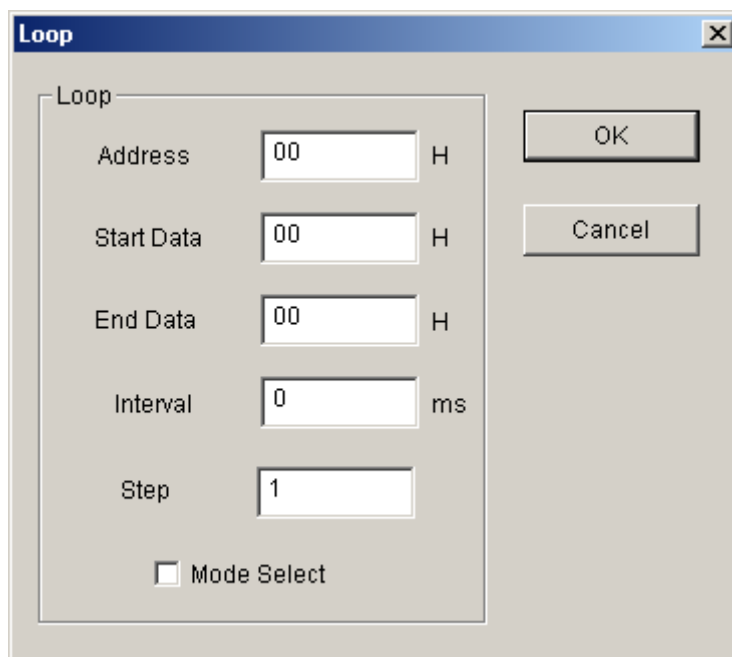 Loop
Loop
Address 00 H
OK
Start Data 00 H
Cancel
End Data 00 H
Interval 0 ms
Step 1
Mode Select